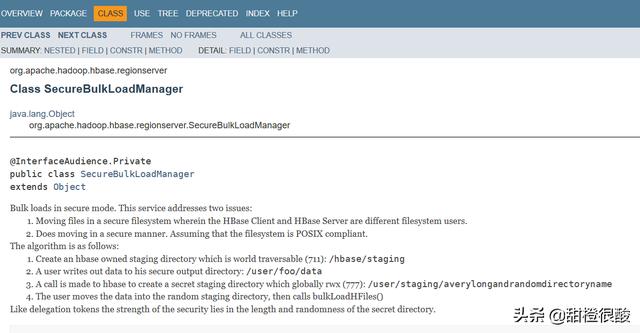 OVERVIEW PACKAGE CLASS USE TREE DEPRECATED INDEX HELP
PREV CLASS NEXT CLASS FRAMES NO FRAMES ALL CLASSES
SUMMARY: NESTED | FIELD | CONSTR | METHOD DETAIL: FIELD | CONSTR | METHOD
org.apache.hadoop.hbase.regionserver
Class SecureBulkLoadManager
java.lang.Object
org.apache.hadoop.hbase.regionserver.SecureBulkLoadManager
@InterfaceAudience.Private
public class SecureBulkLoadManager
extends Object
Bulk loads in secure mode. This service addresses two issues:
1. Moving files in a secure filesystem wherein the HBase Client and HBase Server are different filesystem users.
2. Does moving in a secure manner. Assuming that the filesystem is POSIX compliant.
The algorithm is as follows:
1. Create an hbase owned staging directory which is world traversable (711): /hbase/staging
2. A user writes out data to his secure output directory: /user/foo/data
3. A call is made to hbase to create a secret staging directory which globally rwx (777): /user/staging/averylongandrandomdirectoryname
4. The user moves the data into the random staging directory, then calls bulkLoadHFiles()
Like delegation tokens the strength of the security lies in the length and randomness of the secret directory.
头条 @甜橙很酸